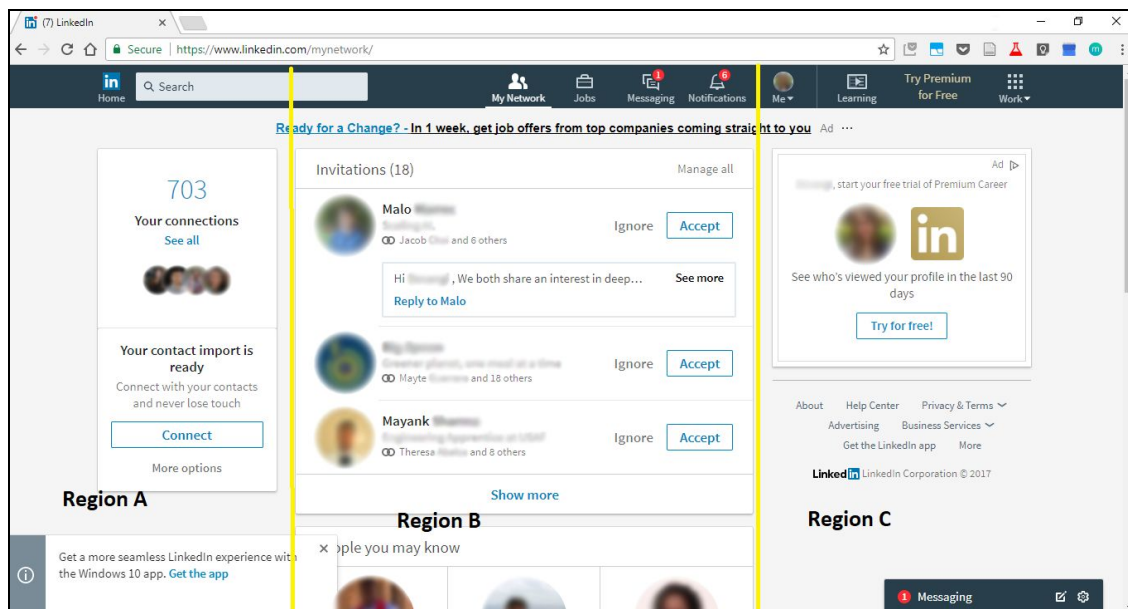 (7) LinkedIn
Secure | https://www.linkedin.com/mynetwork/
in
Home
Search
My Network
Jobs
1
Messaging
6
Notifications
Me
Learning
Try Premium
for Free
Work
Ready for a Change? - In 1 week, get job offers from top companies coming straight to you Ad ...
703
Your connections
See all
Your contact import is
ready
Connect with your contacts
and never lose touch
Connect
More options
Region A
Invitations (18)
Manage all
Malo
Jacob and 6 others
Ignore
Accept
Hi , We both share an interest in deep...
See more
Reply to Malo
Mayte and 18 others
Ignore
Accept
Mayank
Theresa and 8 others
Ignore
Accept
Show more
Region B
ople you may know
Ad
, start your free trial of Premium Career
in
See who's viewed your profile in the last 90
days
Try for free!
About Help Center Privacy & Terms
Advertising Business Services
Get the LinkedIn app More
Linked in LinkedIn Corporation © 2017
Region C
Get a more seamless LinkedIn experience with
the Windows 10 app. Get the app
1 Messaging